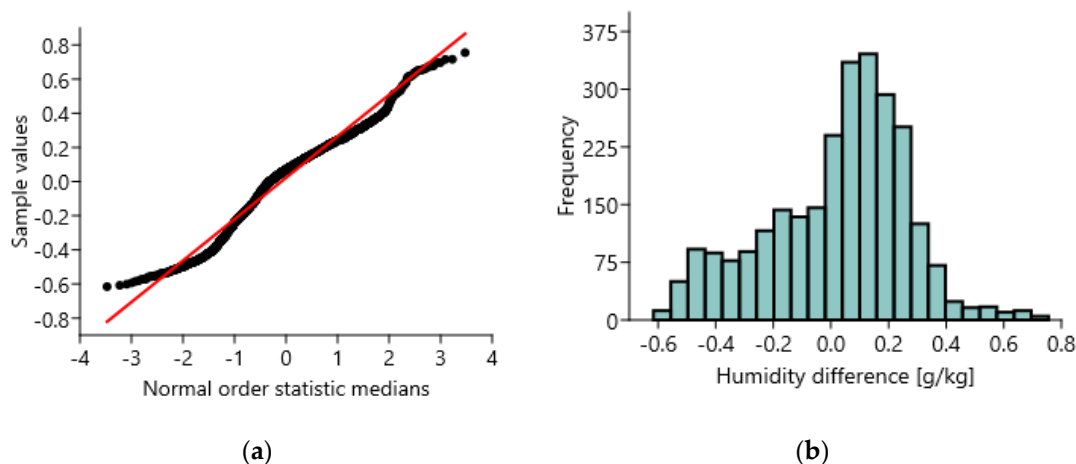 0.8
0.6
0.4
0.2
0.0
-0.2
-0.4
-0.6
-0.8
Sample values
-4 -3 -2 -1 0 1 2 3 4
Normal order statistic medians
(a)
375
300
225
150
75
0
Frequency
-0.6 -0.4 -0.2 0.0 0.2 0.4 0.6 0.8
Humidity difference [g/kg]
(b)